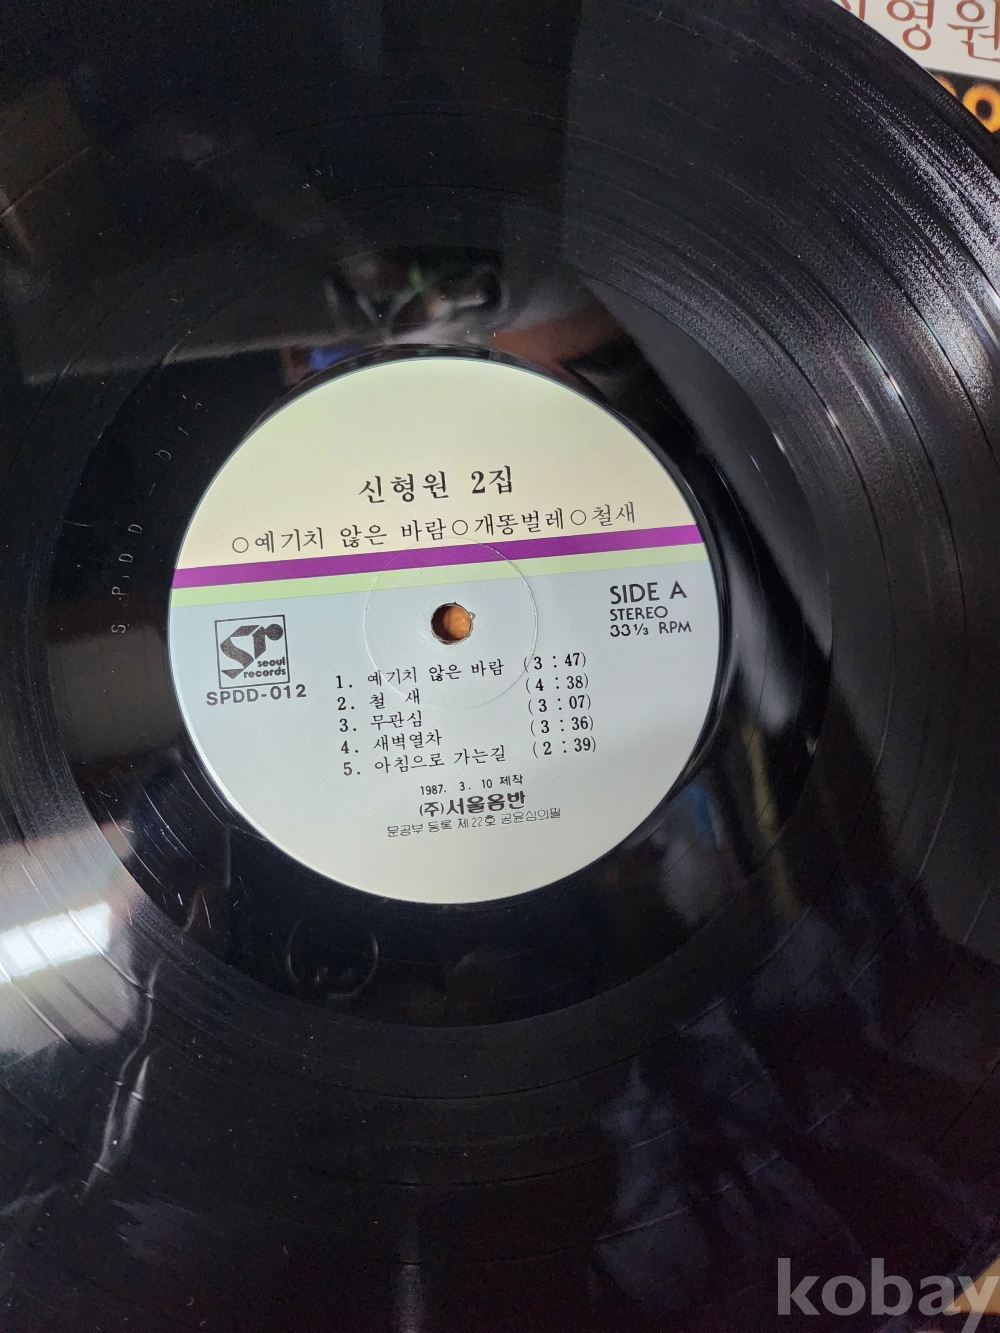 영원
신형원 2집
○예기치 않은 바람○개똥벌레○철새
SIDE A
STEREO
33⅓ RPM
seoul
records
SPDD-012
1. 예기치 않은 바람 (3 : 47)
2. 철 새 (4 : 38)
3. 무관심 (3 : 07)
4. 새벽열차 (3 : 36)
5. 아침으로 가는길 (2 : 39)
1987. 3. 10 제작
(주)서울음반
문공부 등록 제22호 공윤심의필
kobay